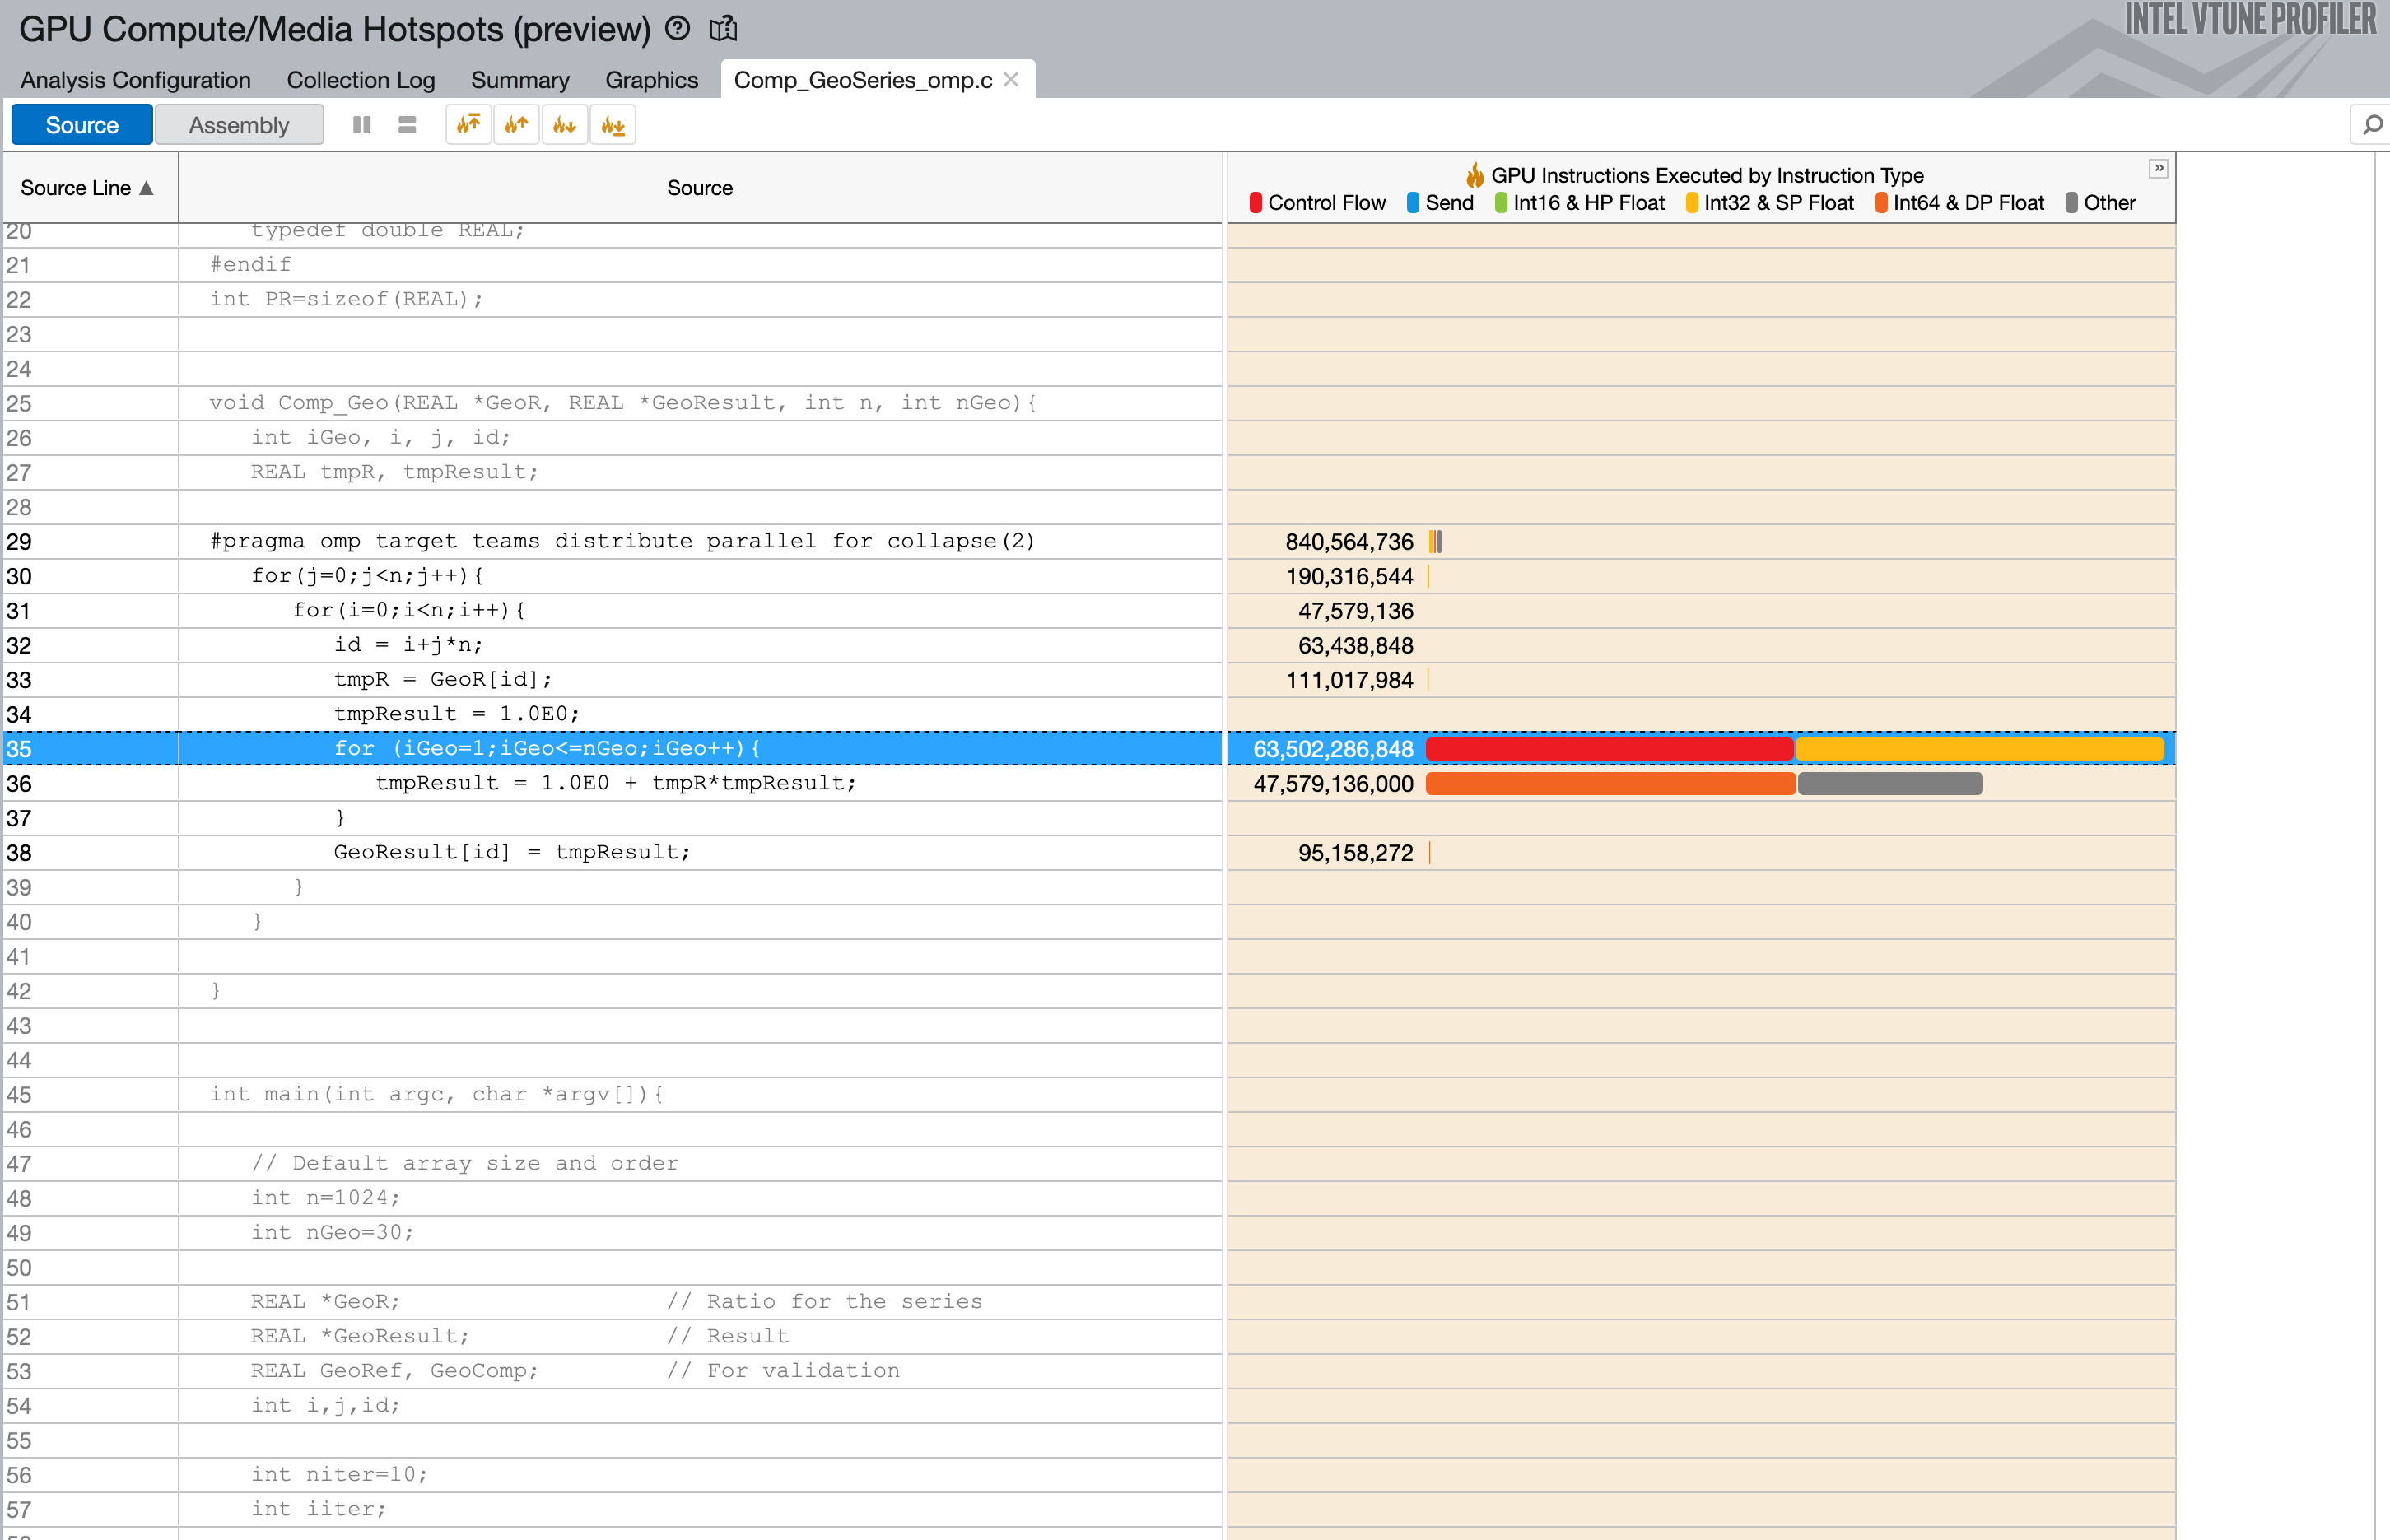 GPU Compute/Media Hotspots (preview)
INTEL VTUNE PROFILER
Analysis Configuration Collection Log Summary Graphics Comp_GeoSeries_omp.c
Source Assembly
Source Line Source GPU Instructions Executed by Instruction Type
Control Flow Send Int16 & HP Float Int32 & SP Float Int64 & DP Float Other
20 typedef double REAL;
21 #endif
22 int PR=sizeof(REAL);
23
24
25 void Comp_Geo(REAL *GeoR, REAL *GeoResult, int n, int nGeo){
26 int iGeo, i, j, id;
27 REAL tmpR, tmpResult;
28
29 #pragma omp target teams distribute parallel for collapse(2) 840,564,736
30 for(j=0;j<n;j++){ 190,316,544
31 for(i=0;i<n;i++){ 47,579,136
32 id = i+j*n; 63,438,848
33 tmpR = GeoR[id]; 111,017,984
34 tmpResult = 1.0E0;
35 for (iGeo=1;iGeo<=nGeo;iGeo++){ 63,502,286,848
36 tmpResult = 1.0E0 + tmpR*tmpResult; 47,579,136,000
37 }
38 GeoResult[id] = tmpResult; 95,158,272
39 }
40 }
41
42 }
43
44
45 int main(int argc, char *argv[]){
46
47 // Default array size and order
48 int n=1024;
49 int nGeo=30;
50
51 REAL *GeoR; // Ratio for the series
52 REAL *GeoResult; // Result
53 REAL GeoRef, GeoComp; // For validation
54 int i,j,id;
55
56 int niter=10;
57 int iiter;